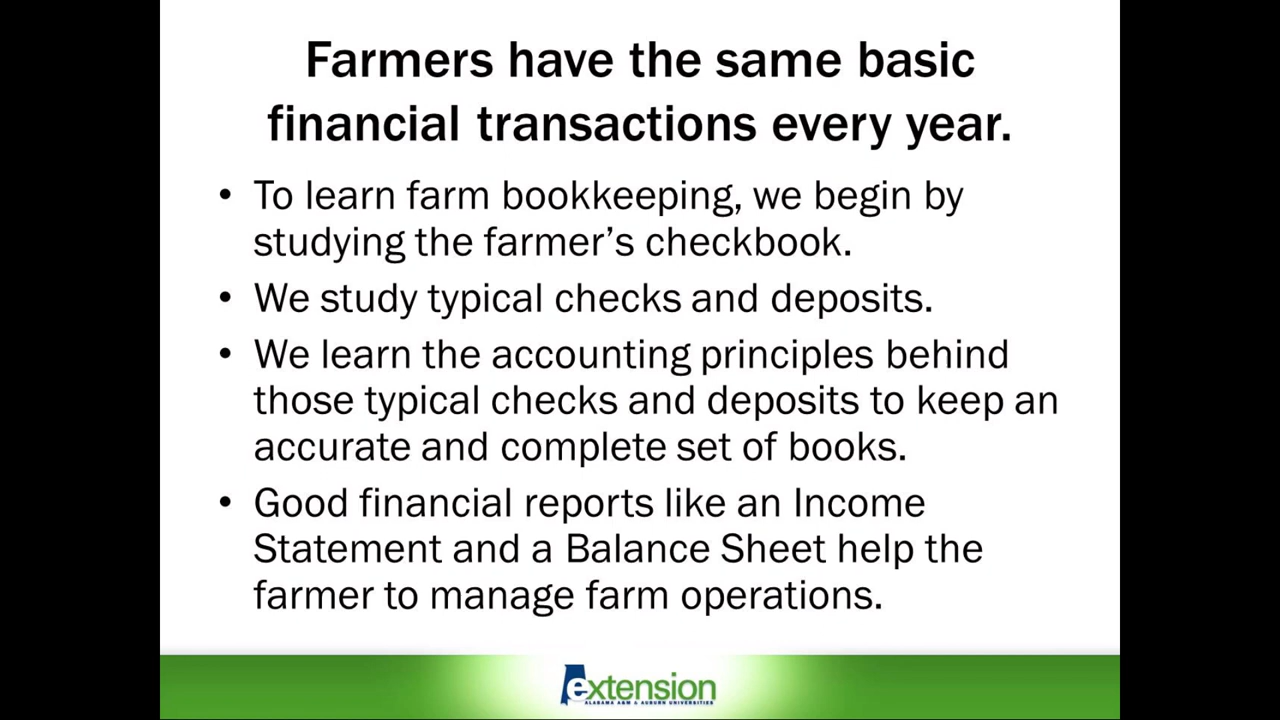 Farmers have the same basic
financial transactions every year.
• To learn farm bookkeeping, we begin by
studying the farmer’s checkbook.
• We study typical checks and deposits.
• We learn the accounting principles behind
those typical checks and deposits to keep an
accurate and complete set of books.
• Good financial reports like an Income
Statement and a Balance Sheet help the
farmer to manage farm operations.
extension
ALABAMA A&M & AUBURN UNIVERSITIES